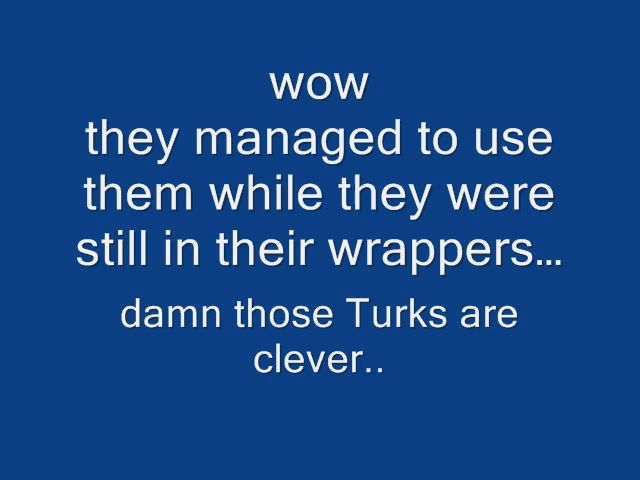 wow
they managed to use
them while they were
still in their wrappers...
damn those Turks are
clever..